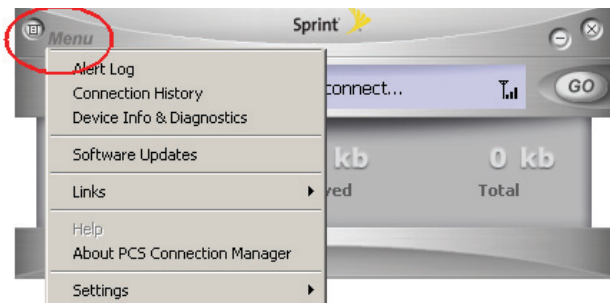 Sprint
Menu
Alert Log
Connection History
Device Info & Diagnostics
Software Updates
Links
Help
About PCS Connection Manager
Settings
connect...
GO
kb
0 kb
Total